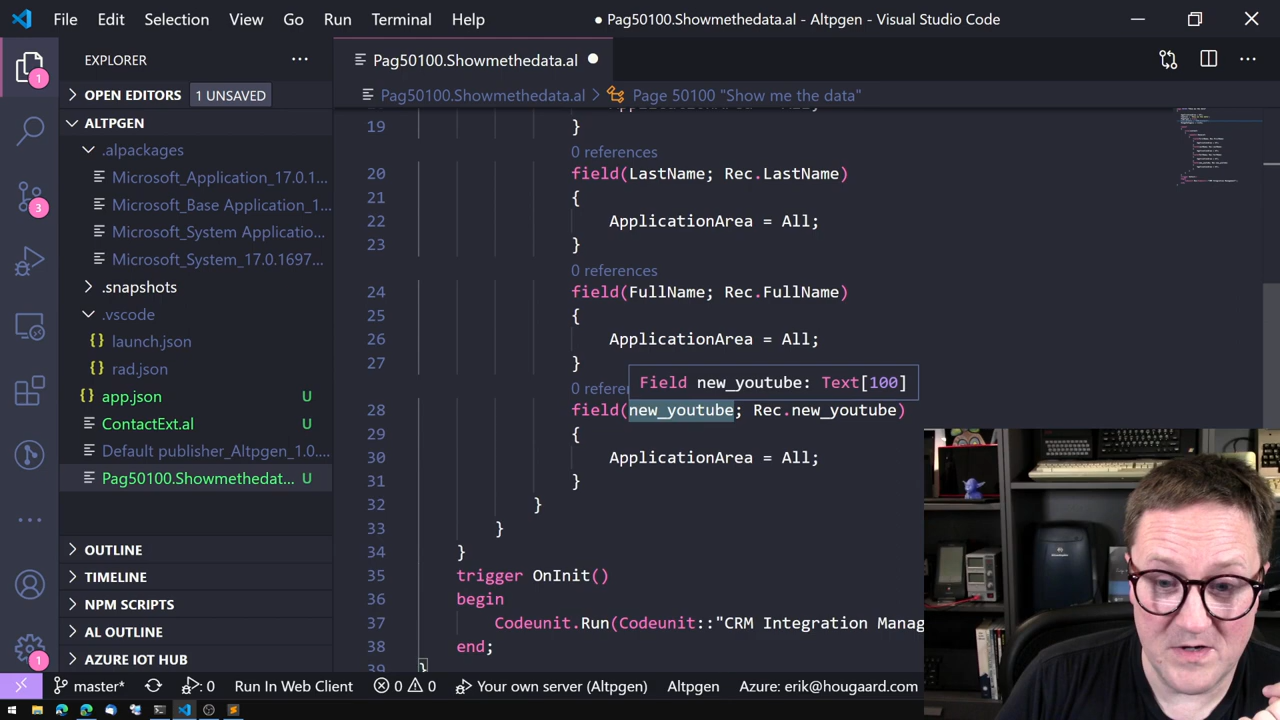 File Edit Selection View Go Run Terminal Help
● Pag50100.Showmethedata.al - Altpgen - Visual Studio Code
1
EXPLORER
Pag50100.Showmethedata.al
OPEN EDITORS 1 UNSAVED
Pag50100.Showmethedata.al > Page 50100 "Show me the data"
ALTPGEN
.alpackages
Microsoft_Application_17.0.1...
Microsoft_Base Application_1...
Microsoft_System Applicatio...
Microsoft_System_17.0.1697...
.snapshots
.vscode
launch.json
rad.json
app.json U
ContactExt.al U
Default publisher_Altpgen_1.0....
Pag50100.Showmethedat... U
OUTLINE
TIMELINE
NPM SCRIPTS
AL OUTLINE
AZURE IOT HUB
3
1
19 }
0 references
20 field(LastName; Rec.LastName)
21 {
22 ApplicationArea = All;
23 }
0 references
24 field(FullName; Rec.FullName)
25 {
26 ApplicationArea = All;
27 }
Field new_youtube: Text[100]
28 field(new_youtube; Rec.new_youtube)
29 {
30 ApplicationArea = All;
31 }
32 }
33 }
34 }
35 trigger OnInit()
36 begin
37 Codeunit.Run(Codeunit::"CRM Integration Manag
38 end;
39 }
master* 0 Run In Web Client 0 0 Your own server (Altpgen) Altpgen Azure: erik@hougaard.com